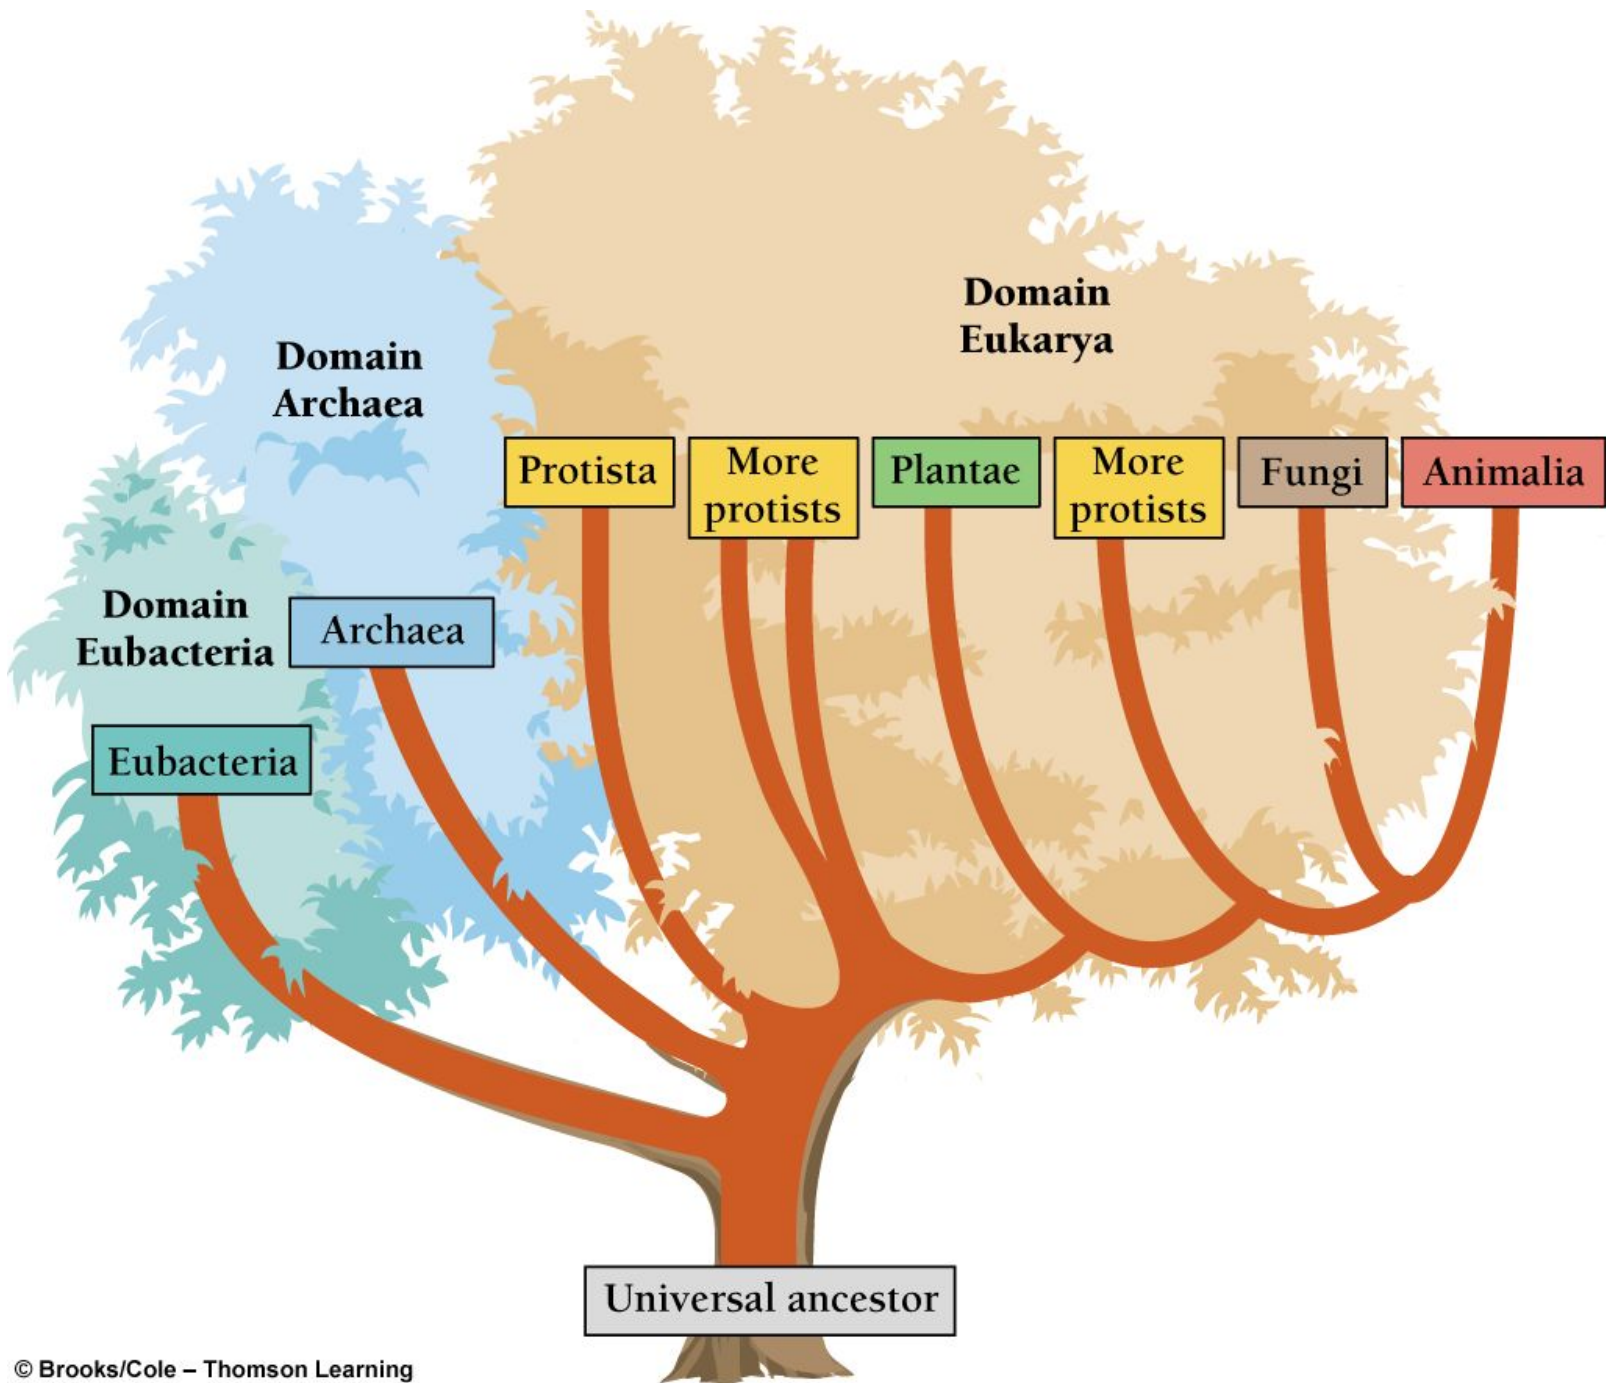 Domain
Eukarya
Domain
Archaea
Protista
More
protists
Plantae
More
protists
Fungi
Animalia
Domain
Eubacteria
Archaea
Eubacteria
Universal ancestor
© Brooks/Cole – Thomson Learning